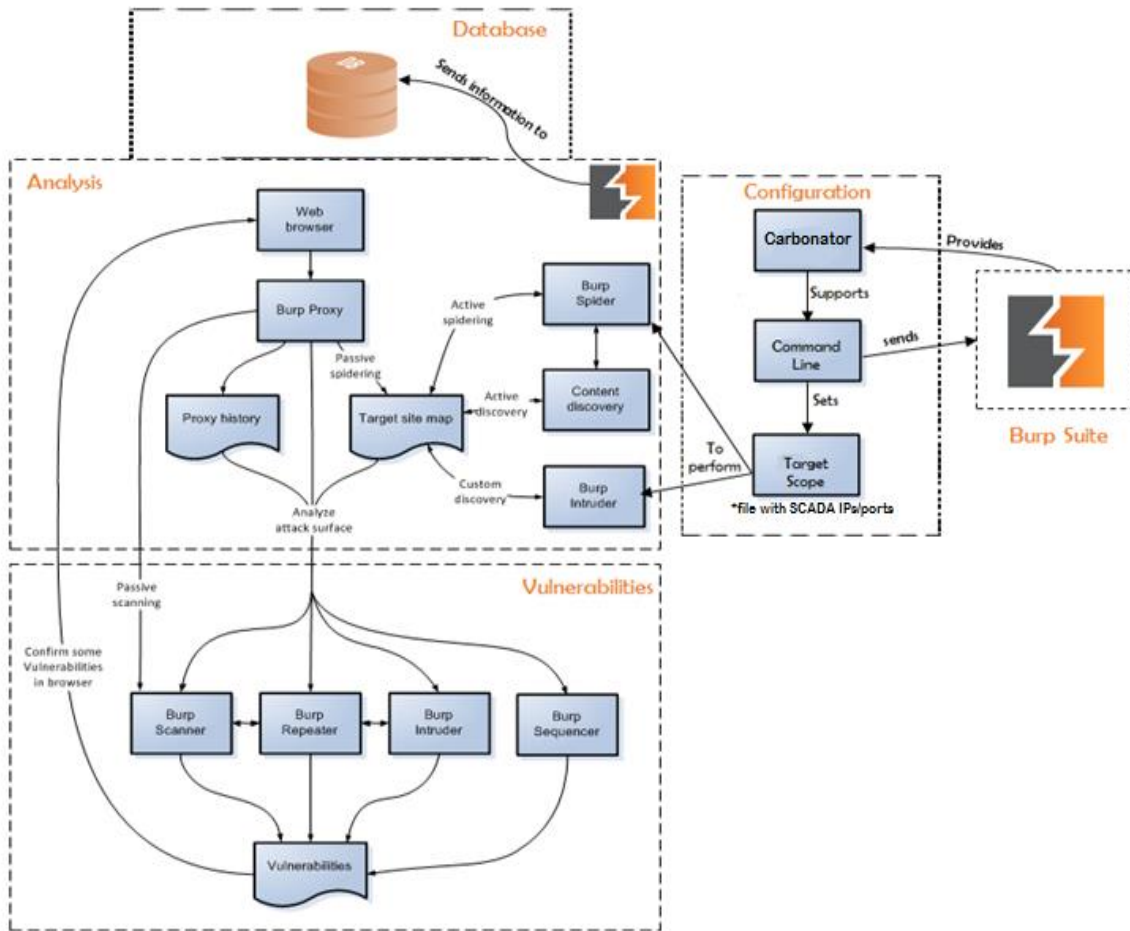 Database
DB
Sends information to
Analysis
Web
browser
Burp Proxy
Passive
spidering
Active
spidering
Burp
Spider
Proxy history
Target site map
Active
discovery
Content
discovery
Custom
discovery
Burp
Intruder
Analyze
attack surface
Configuration
Carbonator
Provides
Supports
Command
Line
sends
Sets
Burp Suite
To
perform
Target
Scope
*file with SCADA IPs/ports
Vulnerabilities
Passive
scanning
Confirm some
Vulnerabilities
in browser
Burp
Scanner
Burp
Repeater
Burp
Intruder
Burp
Sequencer
Vulnerabilities